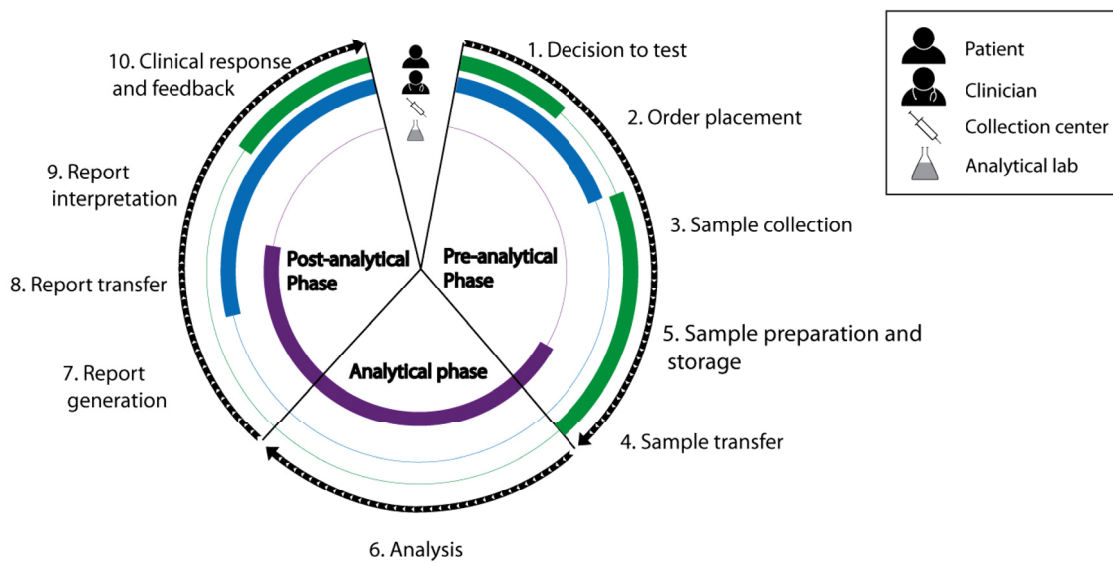 1. Decision to test
2. Order placement
3. Sample collection
5. Sample preparation and
storage
4. Sample transfer
6. Analysis
7. Report
generation
8. Report transfer
9. Report
interpretation
10. Clinical response
and feedback
Post-analytical
Phase
Pre-analytical
Phase
Analytical phase
Patient
Clinician
Collection center
Analytical lab